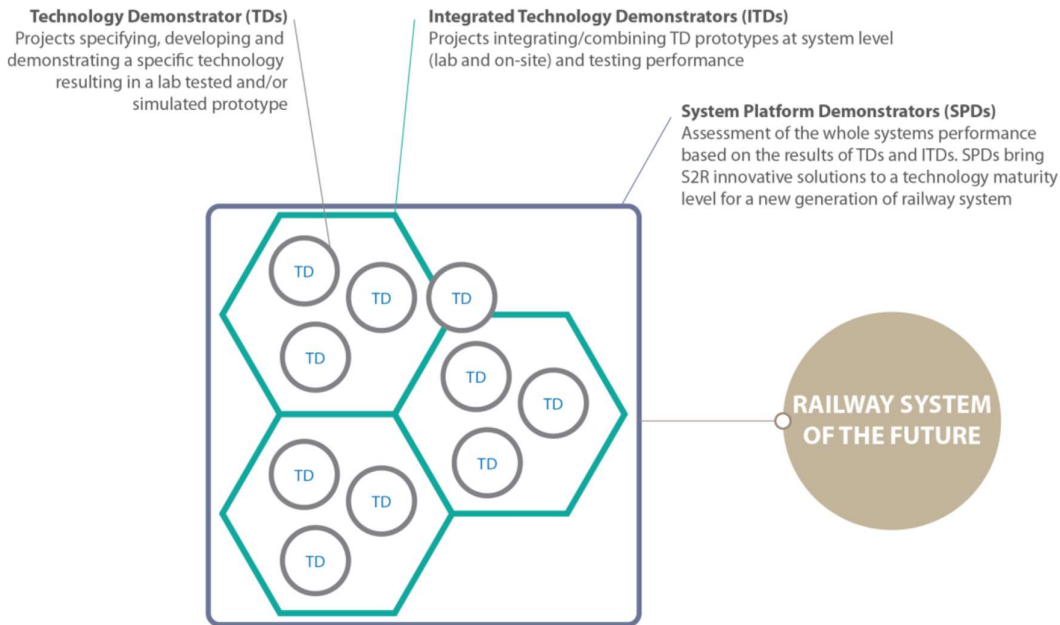 Technology Demonstrator (TDs)
Projects specifying, developing and
demonstrating a specific technology
resulting in a lab tested and/or
simulated prototype
Integrated Technology Demonstrators (ITDs)
Projects integrating/combining TD prototypes at system level
(lab and on-site) and testing performance
System Platform Demonstrators (SPDs)
Assessment of the whole systems performance
based on the results of TDs and ITDs. SPDs bring
S2R innovative solutions to a technology maturity
level for a new generation of railway system
TD
TD
TD
TD
TD
TD
TD
TD
TD
TD
RAILWAY SYSTEM
OF THE FUTURE